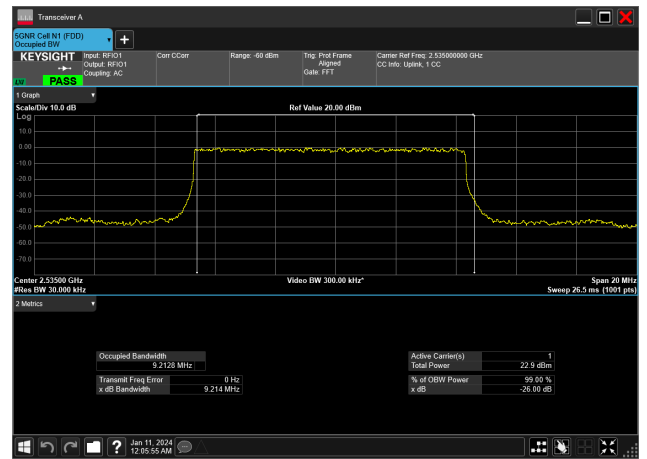 Transceiver A
5GNR Cell N1 (FDD)
Occupied BW
KEYSIGHT
LW PASS
Input: RFIO1
Output: RFIO1
Coupling: AC
Corr CCorr
Range: -60 dBm
Trig: Prot Frame
Aligned
Gate: FFT
Carrier Ref Freq: 2.535000000 GHz
CC Info: Uplink, 1 CC
1 Graph
Scale/Div 10.0 dB
Ref Value 20.00 dBm
Log
10.0
0.00
-10.0
-20.0
-30.0
-40.0
-50.0
-60.0
-70.0
Center 2.53500 GHz
Video BW 300.00 kHz*
Span 20 MHz
#Res BW 30.000 kHz
Sweep 26.5 ms (1001 pts)
2 Metrics
Occupied Bandwidth
9.2128 MHz
Transmit Freq Error 0 Hz
x dB Bandwidth 9.214 MHz
Active Carrier(s) 1
Total Power 22.9 dBm
% of OBW Power 99.00 %
x dB -26.00 dB
?
Jan 11, 2024
12:05:55 AM